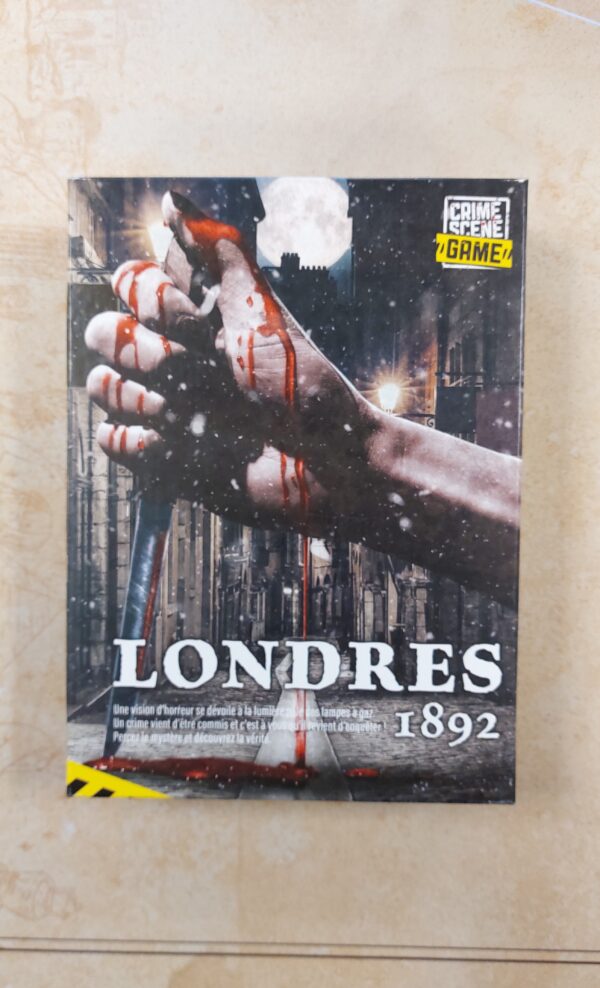 CRIME
SCENE
GAME
LONDRES
1892
Une vision d'horreur se dévoile à la lumière des lampes à gaz.
Un crime vient d'être commis et c'est à vous qu'il revient d'enquêter !
Percez le mystère et découvrez la vérité.